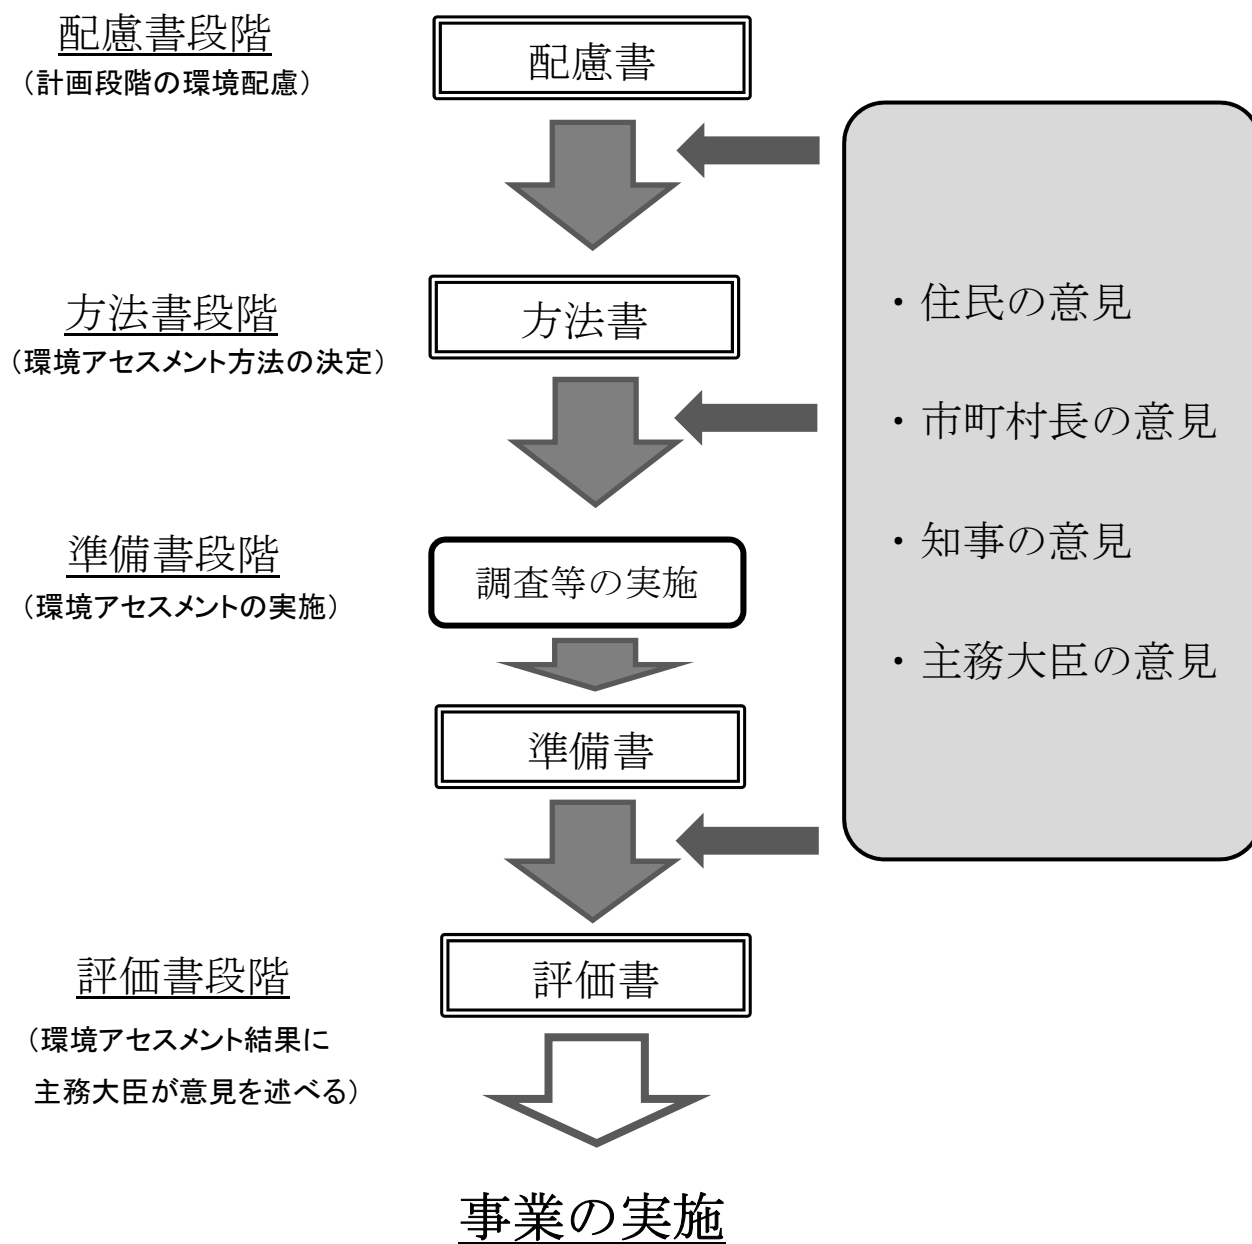 配慮書段階
（計画段階の環境配慮）
配慮書
方法書段階
（環境アセスメント方法の決定）
方法書
・住民の意見
・市町村長の意見
・知事の意見
・主務大臣の意見
準備書段階
（環境アセスメントの実施）
調査等の実施
準備書
評価書段階
（環境アセスメント結果に
主務大臣が意見を述べる）
評価書
事業の実施